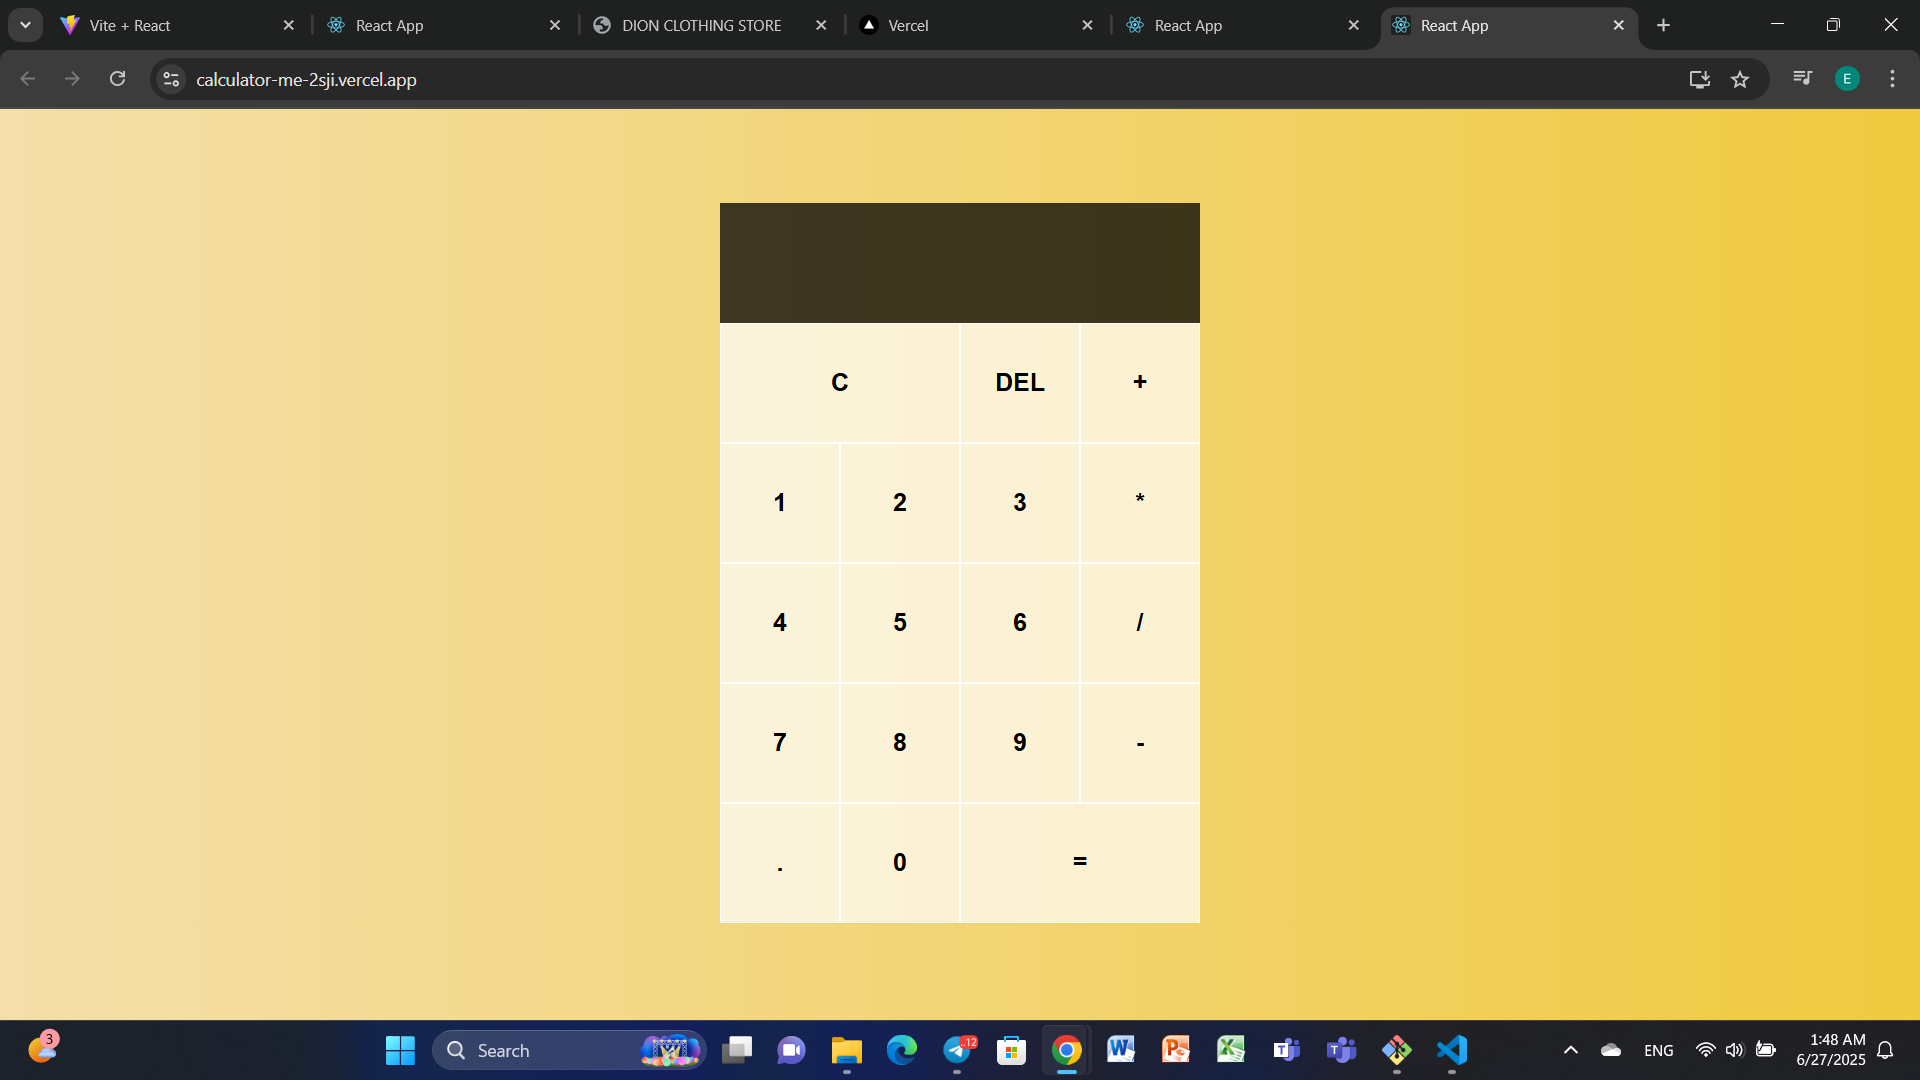 Vite + React
React App
DION CLOTHING STORE
Vercel
React App
React App
calculator-me-2sji.vercel.app
E
C DEL +
1 2 3 *
4 5 6 /
7 8 9 -
. 0 =
3
Search
12
ENG
1:48 AM
6/27/2025